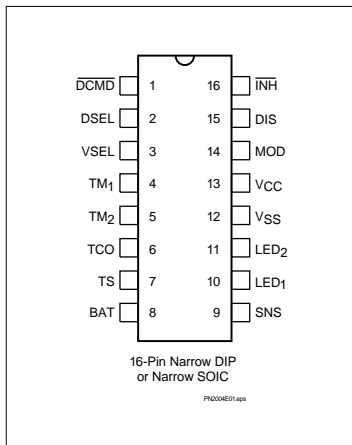 DCMD 1 16 INH
DSEL 2 15 DIS
VSEL 3 14 MOD
TM1 4 13 VCC
TM2 5 12 VSS
TCO 6 11 LED2
TS 7 10 LED1
BAT 8 9 SNS
16-Pin Narrow DIP
or Narrow SOIC
PN2004E01.eps